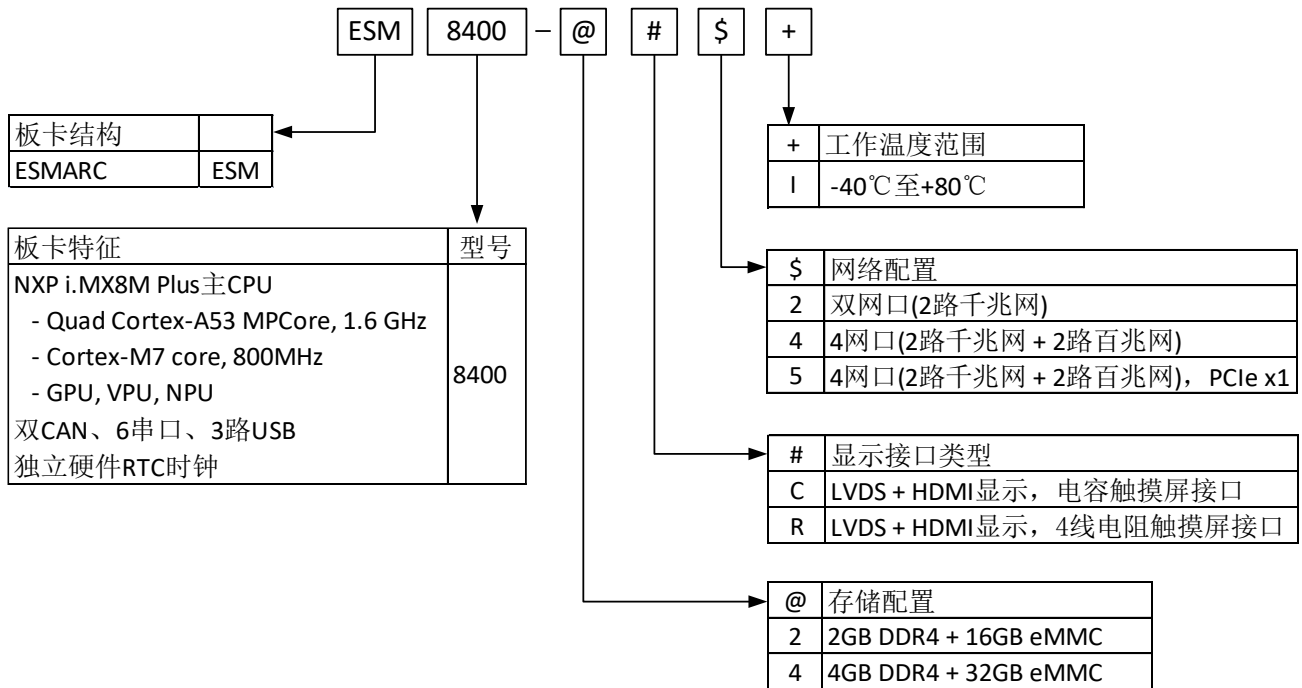 ESM 8400 – @ # $ +
板卡结构
ESMARC ESM
+ 工作温度范围
I -40℃至+80℃
板卡特征 型号
NXP i.MX8M Plus主CPU
- Quad Cortex-A53 MPCore, 1.6 GHz
- Cortex-M7 core, 800MHz
- GPU, VPU, NPU
双CAN、6串口、3路USB
独立硬件RTC时钟
8400
$ 网络配置
2 双网口(2路千兆网)
4 4网口(2路千兆网 + 2路百兆网)
5 4网口(2路千兆网 + 2路百兆网)，PCIe x1
# 显示接口类型
C LVDS + HDMI显示，电容触摸屏接口
R LVDS + HDMI显示，4线电阻触摸屏接口
@ 存储配置
2 2GB DDR4 + 16GB eMMC
4 4GB DDR4 + 32GB eMMC